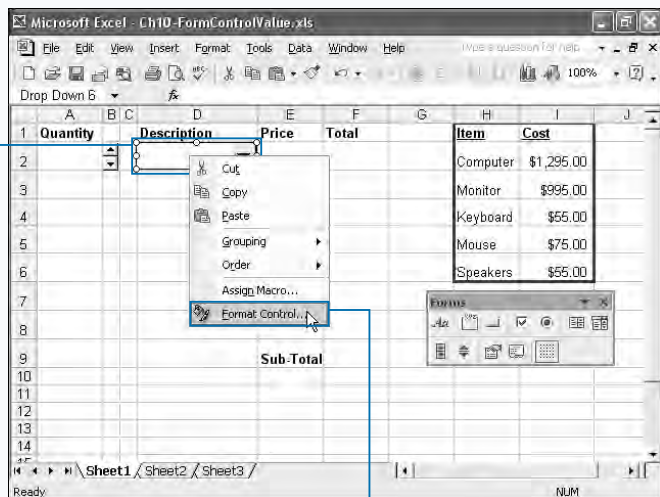 Microsoft Excel - Ch10-FormControlValue.xls
File Edit View Insert Format Tools Data Window Help Type a question for help
100%
Drop Down 6 fx
A B C D E F G H I J
1 Quantity Description Price Total Item Cost
2 Computer $1,295.00
3 Monitor $995.00
4 Keyboard $55.00
5 Mouse $75.00
6 Speakers $55.00
Cut
Copy
Paste
Grouping
Order
Assign Macro...
Format Control...
Forms
Aa
7
8
9 Sub-Total
10
11
12
13
14
15
Sheet1 Sheet2 Sheet3
Ready NUM